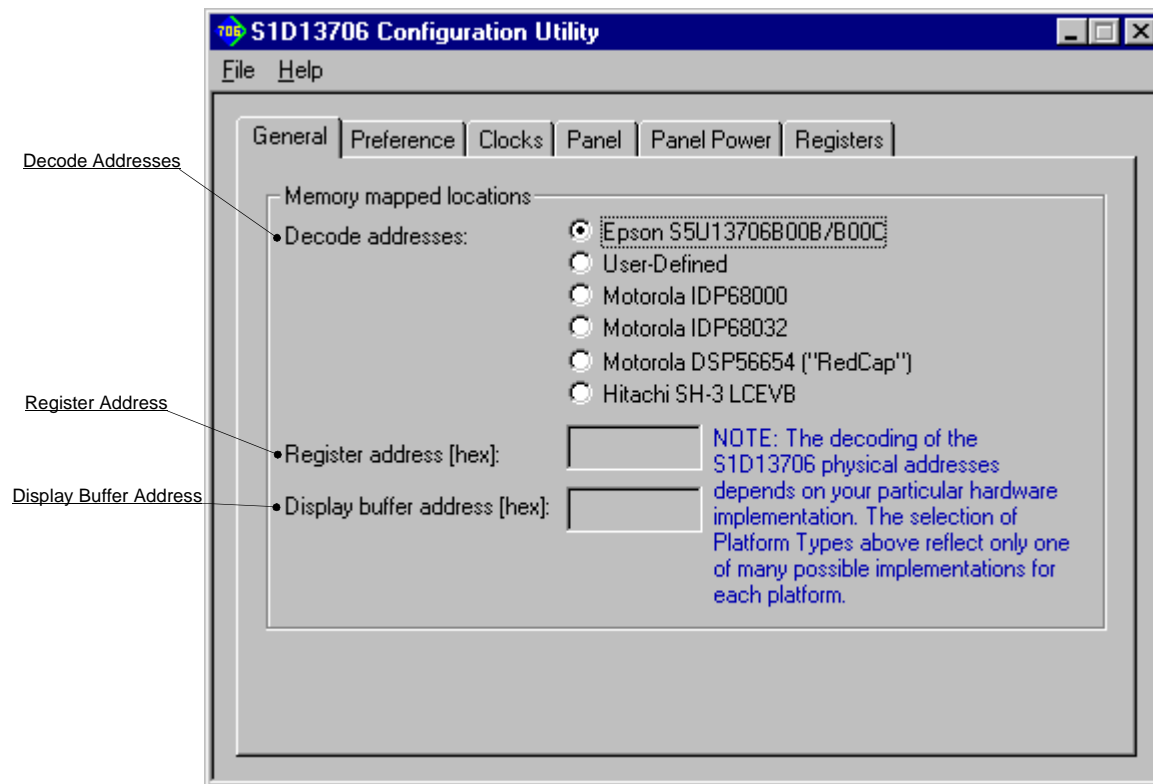 706 S1D13706 Configuration Utility
File Help
General Preference Clocks Panel Panel Power Registers
Decode Addresses
Memory mapped locations
Decode addresses:
Epson S5U13706B00B/B00C
User-Defined
Motorola IDP68000
Motorola IDP68032
Motorola DSP56654 ("RedCap")
Hitachi SH-3 LCEVB
Register Address
Register address [hex]:
Display Buffer Address
Display buffer address [hex]:
NOTE: The decoding of the
S1D13706 physical addresses
depends on your particular hardware
implementation. The selection of
Platform Types above reflect only one
of many possible implementations for
each platform.